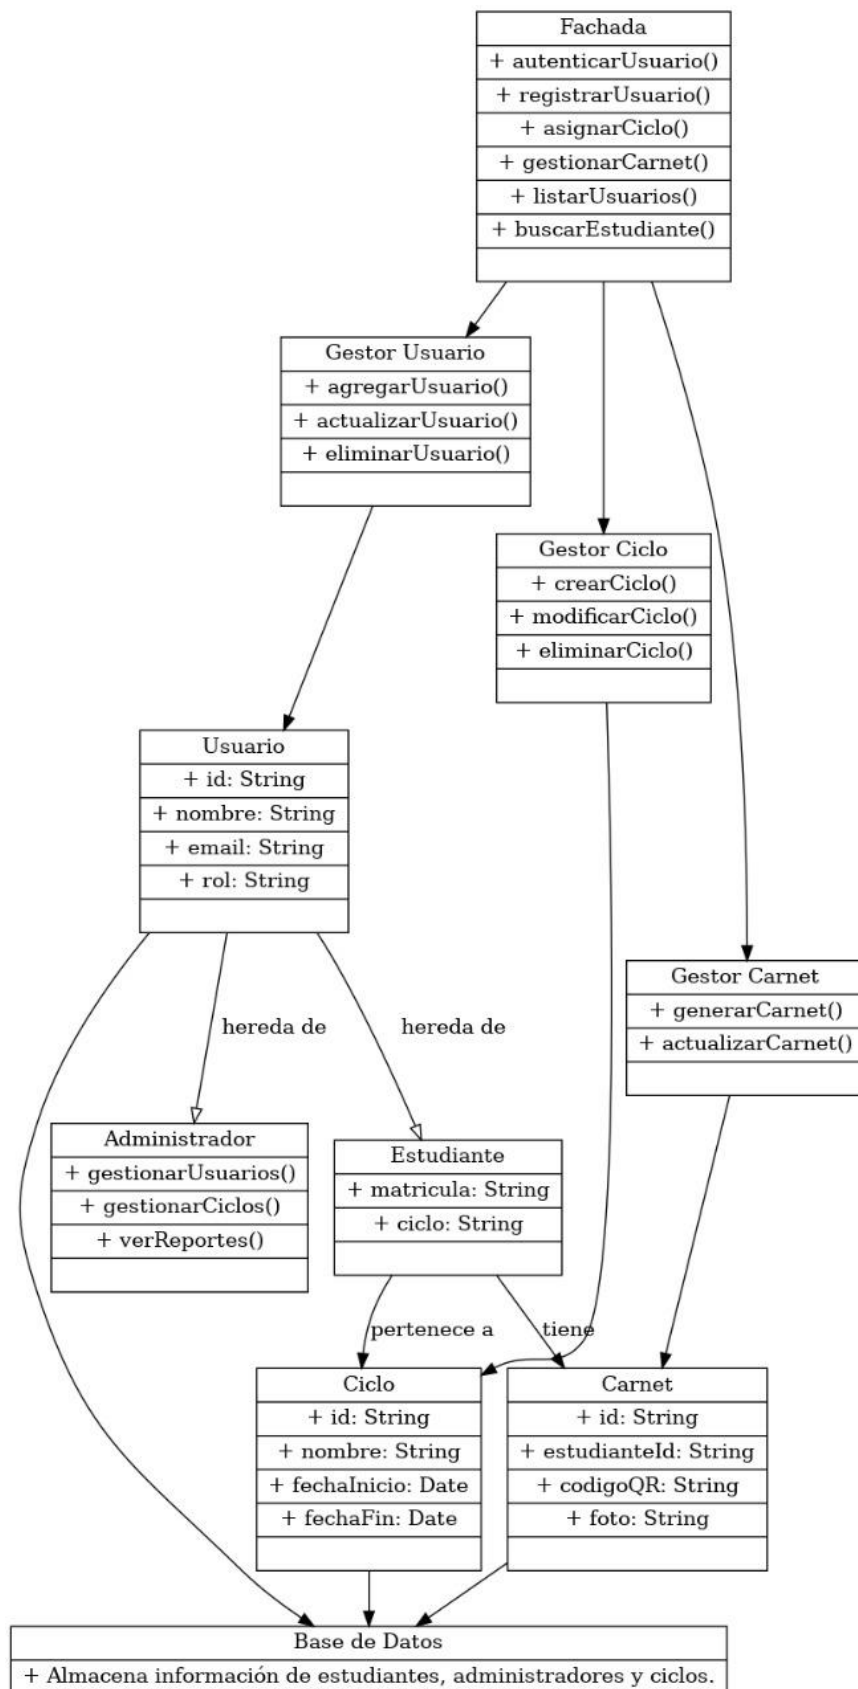 Fachada
+ autenticarUsuario()
+ registrarUsuario()
+ asignarCiclo()
+ gestionarCarnet()
+ listarUsuarios()
+ buscarEstudiante()
Gestor Usuario
+ agregarUsuario()
+ actualizarUsuario()
+ eliminarUsuario()
Gestor Ciclo
+ crearCiclo()
+ modificarCiclo()
+ eliminarCiclo()
Usuario
+ id: String
+ nombre: String
+ email: String
+ rol: String
Gestor Carnet
+ generarCarnet()
+ actualizarCarnet()
hereda de
hereda de
Administrador
+ gestionarUsuarios()
+ gestionarCiclos()
+ verReportes()
Estudiante
+ matricula: String
+ ciclo: String
pertenece a
tiene
Ciclo
+ id: String
+ nombre: String
+ fechaInicio: Date
+ fechaFin: Date
Carnet
+ id: String
+ estudianteId: String
+ codigoQR: String
+ foto: String
Base de Datos
+ Almacena información de estudiantes, administradores y ciclos.